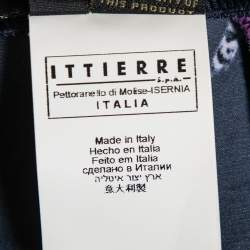 THIS PRODUCT
ITTIERRE
s.p.a.
Pettoranello di Molise-ISERNIA
ITALIA
Made in Italy
Hecho en Italia
Feito em Italia
сделано в Италии
ארץ יצור איטליה
意大利製